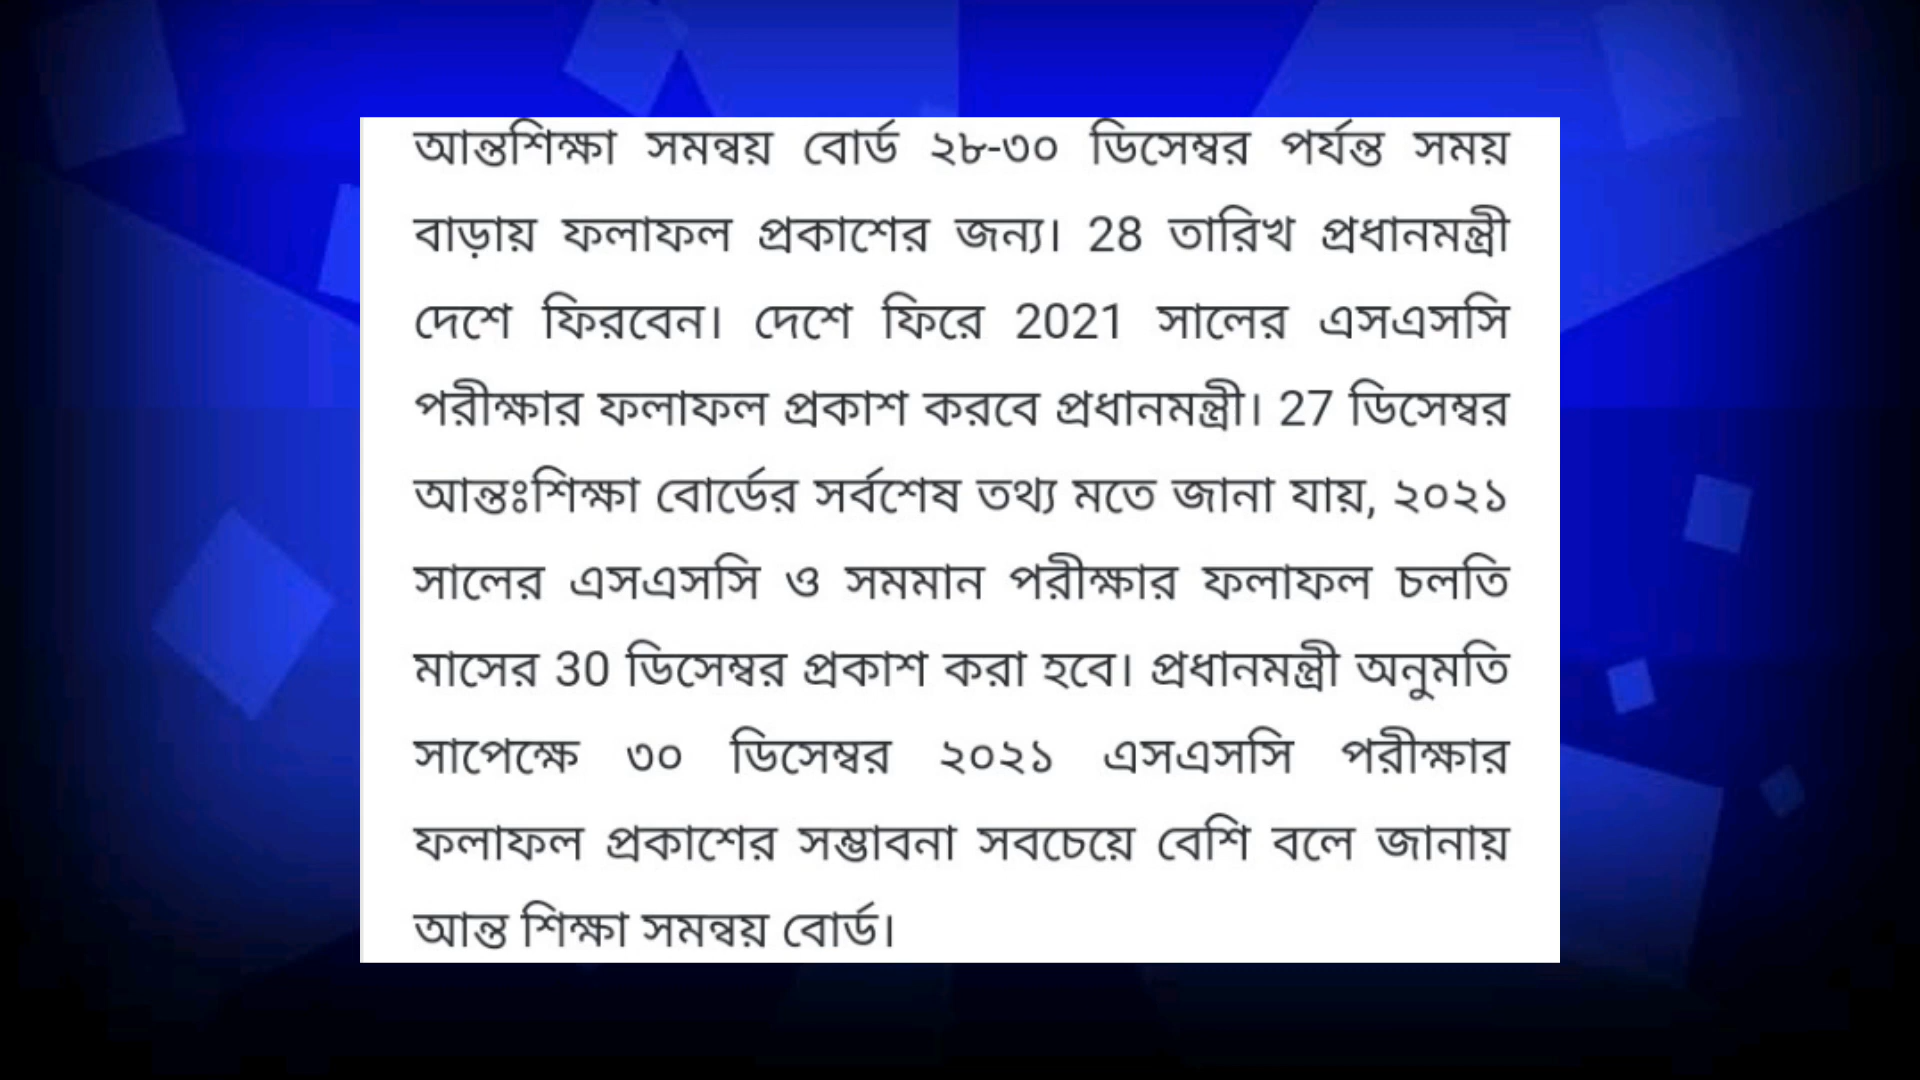 আন্তশিক্ষা সমন্বয় বোর্ড ২৮-৩০ ডিসেম্বর পর্যন্ত সময়
বাড়ায় ফলাফল প্রকাশের জন্য। 28 তারিখ প্রধানমন্ত্রী
দেশে ফিরবেন। দেশে ফিরে 2021 সালের এসএসসি
পরীক্ষার ফলাফল প্রকাশ করবে প্রধানমন্ত্রী। 27 ডিসেম্বর
আন্তঃশিক্ষা বোর্ডের সর্বশেষ তথ্য মতে জানা যায়, ২০২১
সালের এসএসসি ও সমমান পরীক্ষার ফলাফল চলতি
মাসের 30 ডিসেম্বর প্রকাশ করা হবে। প্রধানমন্ত্রী অনুমতি
সাপেক্ষে ৩০ ডিসেম্বর ২০২১ এসএসসি পরীক্ষার
ফলাফল প্রকাশের সম্ভাবনা সবচেয়ে বেশি বলে জানায়
আন্ত শিক্ষা সমন্বয় বোর্ড।